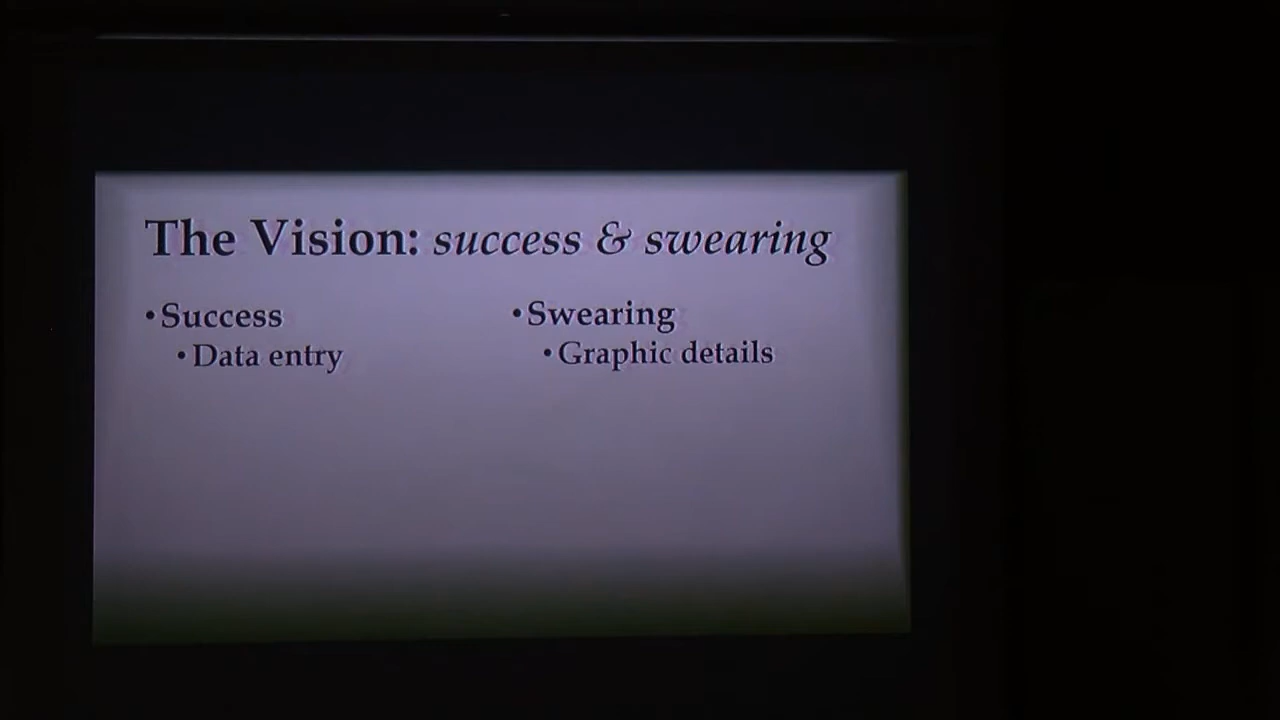 The Vision: success & swearing
• Success
• Data entry
• Swearing
• Graphic details